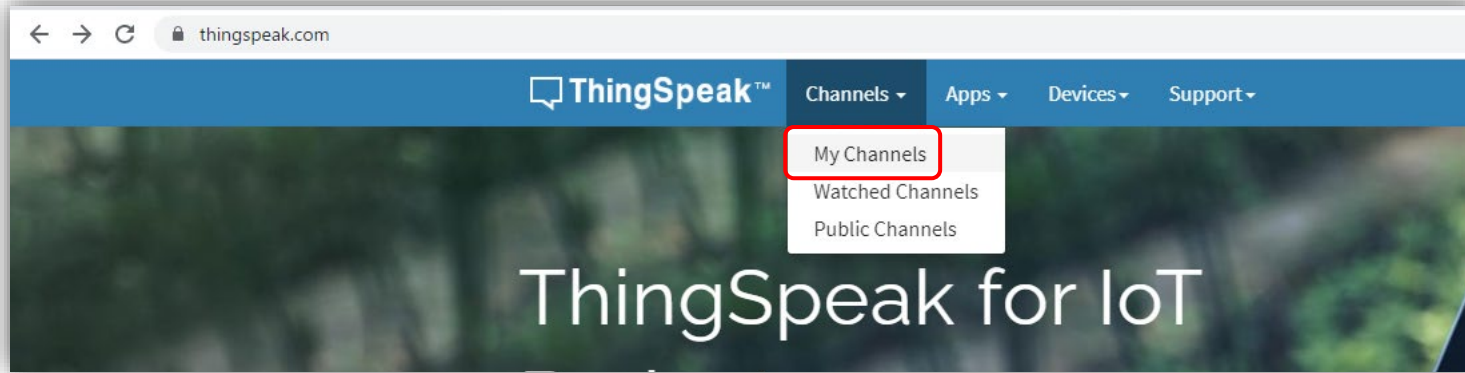 thingspeak.com
ThingSpeak™ Channels Apps Devices Support
My Channels
Watched Channels
Public Channels
ThingSpeak for IoT